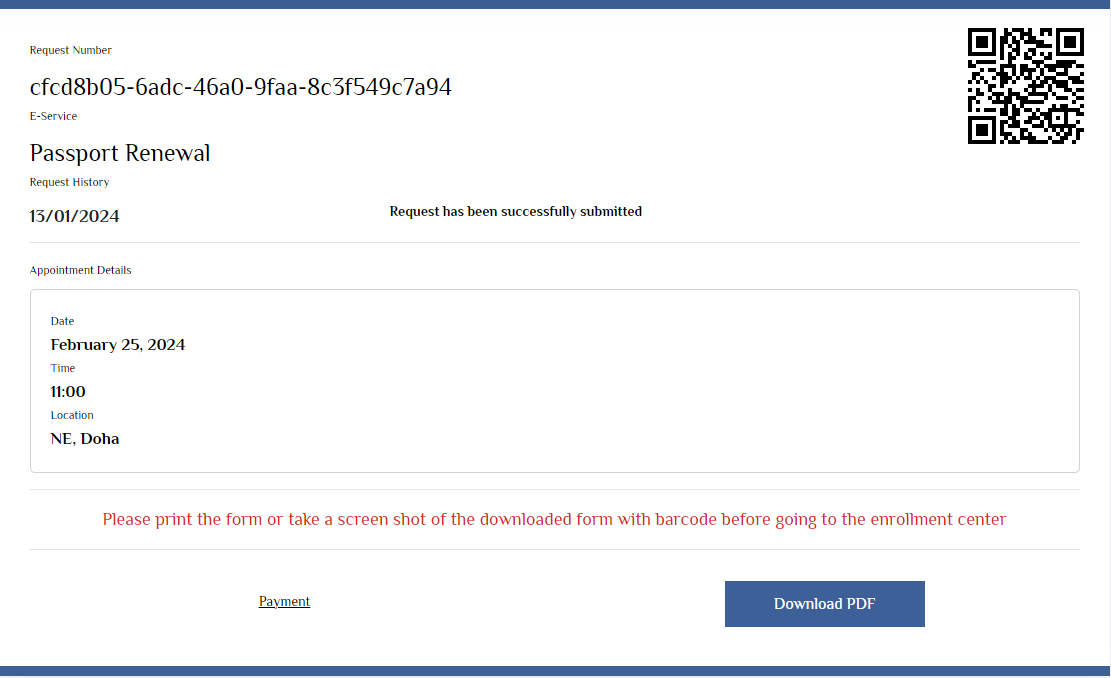 Request Number
cfcd8b05-6adc-46a0-9faa-8c3f549c7a94
E-Service
Passport Renewal
Request History
13/01/2024
Request has been successfully submitted
Appointment Details
Date
February 25, 2024
Time
11:00
Location
NE, Doha
Please print the form or take a screen shot of the downloaded form with barcode before going to the enrollment center
Payment
Download PDF